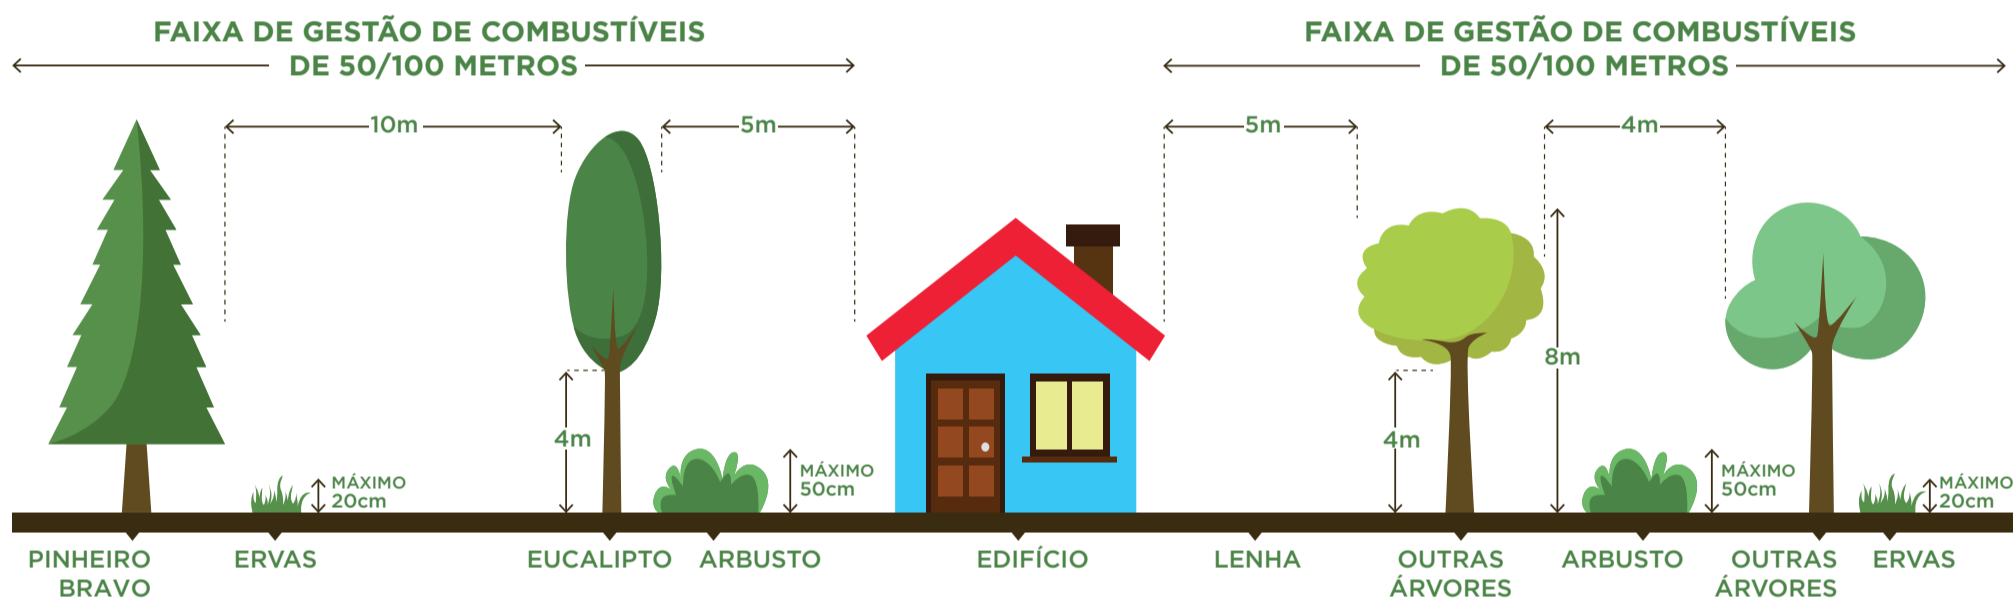 FAIXA DE GESTÃO DE COMBUSTÍVEIS
DE 50/100 METROS
FAIXA DE GESTÃO DE COMBUSTÍVEIS
DE 50/100 METROS
10m
5m
5m
4m
8m
4m
4m
MÁXIMO
20cm
MÁXIMO
50cm
MÁXIMO
50cm
MÁXIMO
20cm
PINHEIRO
BRAVO
ERVAS
EUCALIPTO
ARBUSTO
EDIFÍCIO
LENHA
OUTRAS
ÁRVORES
ARBUSTO
OUTRAS
ÁRVORES
ERVAS